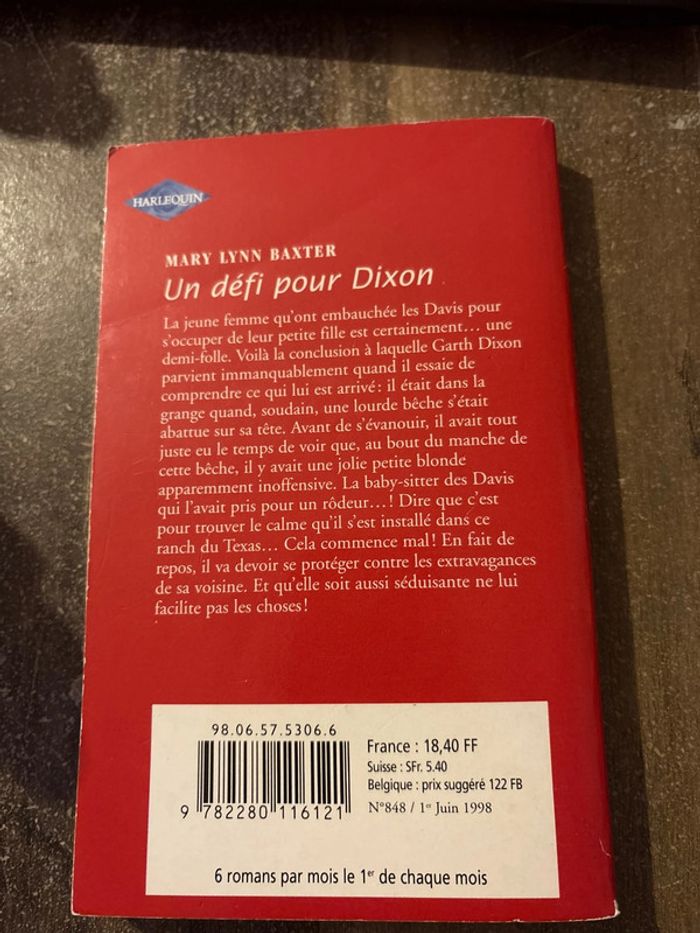 HARLEQUIN
MARY LYNN BAXTER
Un défi pour Dixon
La jeune femme qu'ont embauchée les Davis pour
s'occuper de leur petite fille est certainement... une
demi-folle. Voilà la conclusion à laquelle Garth Dixon
parvient immanquablement quand il essaie de
comprendre ce qui lui est arrivé : il était dans la
grange quand, soudain, une lourde bêche s'était
abattue sur sa tête. Avant de s'évanouir, il avait tout
juste eu le temps de voir que, au bout du manche de
cette bêche, il y avait une jolie petite blonde
apparemment inoffensive. La baby-sitter des Davis
qui l'avait pris pour un rôdeur...! Dire que c'est
pour trouver le calme qu'il s'est installé dans ce
ranch du Texas... Cela commence mal! En fait de
repos, il va devoir se protéger contre les extravagances
de sa voisine. Et qu'elle soit aussi séduisante ne lui
facilite pas les choses!
98.06.57.5306.6
9 782280 116121
France : 18,40 FF
Suisse : SFr. 5.40
Belgique : prix suggéré 122 FB
N°848 / 1er Juin 1998
6 romans par mois le 1er de chaque mois